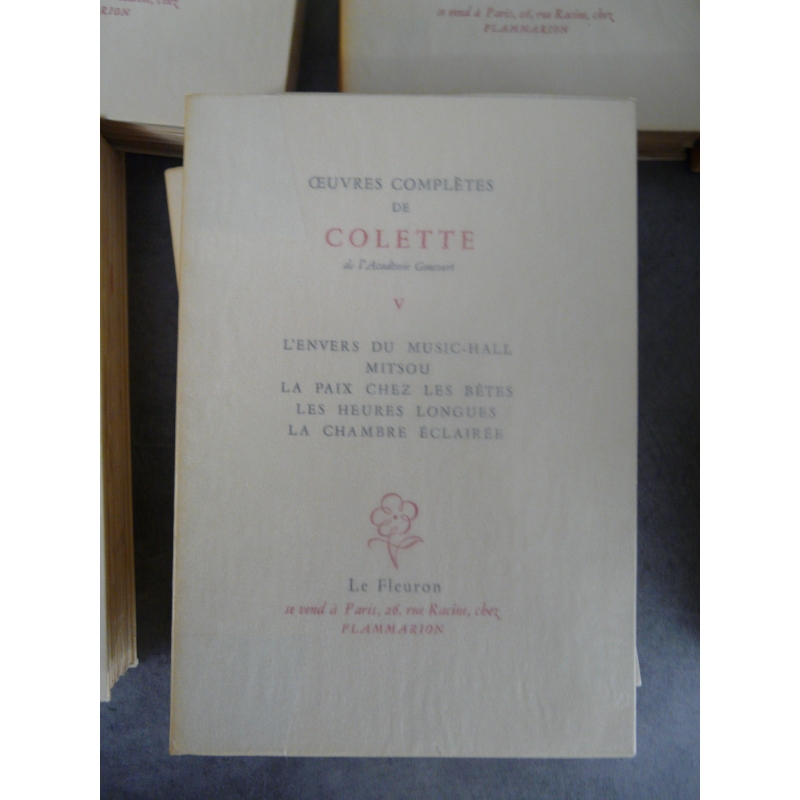 chez
RION
se vend à Paris, 26, rue Racine, chez
FLAMMARION
ŒUVRES COMPLÈTES
DE
COLETTE
de l'Académie Goncourt
V
L'ENVERS DU MUSIC-HALL
MITSOU
LA PAIX CHEZ LES BÊTES
LES HEURES LONGUES
LA CHAMBRE ÉCLAIRÉE
Le Fleuron
se vend à Paris, 26, rue Racine, chez
FLAMMARION